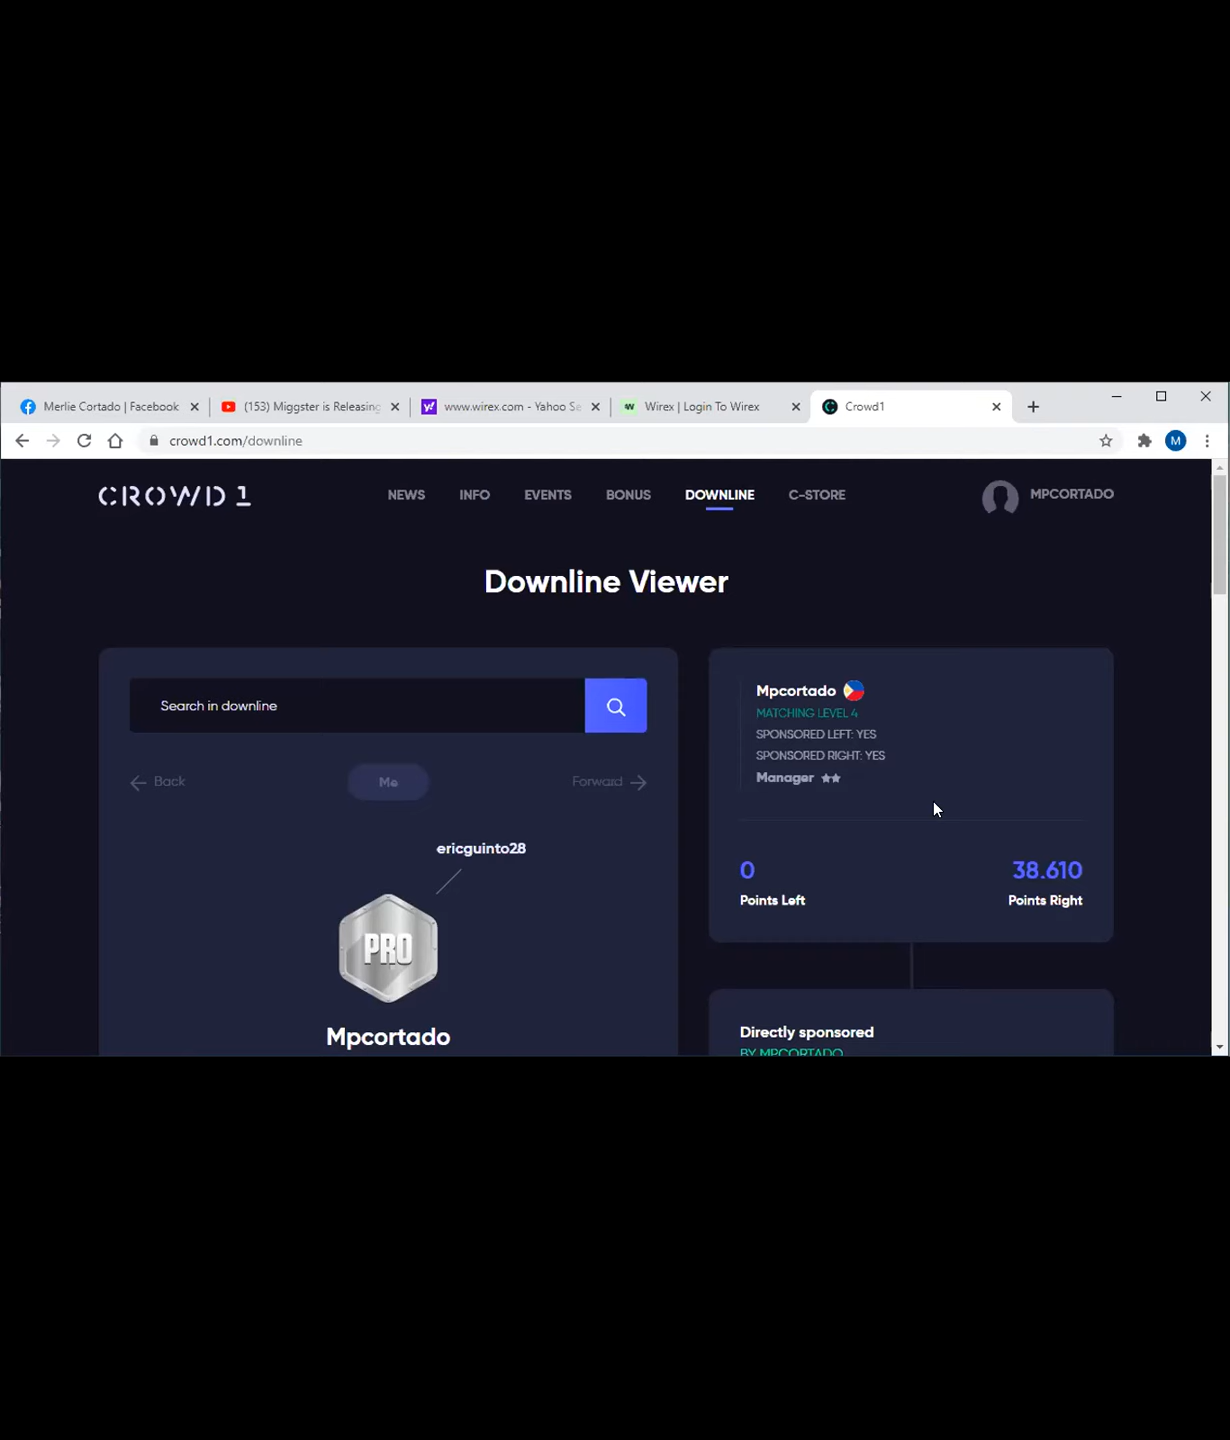 Merlie Cortado | Facebook
(153) Miggster is Releasing
www.wirex.com - Yahoo Se
Wirex | Login To Wirex
Crowd1
crowd1.com/downline
M
CROWD 1
NEWS
INFO
EVENTS
BONUS
DOWNLINE
C-STORE
MPCORTADO
Downline Viewer
Search in downline
Back
Me
Forward
ericguinto28
PRO
Mpcortado
Mpcortado
MATCHING LEVEL 4
SPONSORED LEFT: YES
SPONSORED RIGHT: YES
Manager
0
38.610
Points Left
Points Right
Directly sponsored
BY MPCORTADO